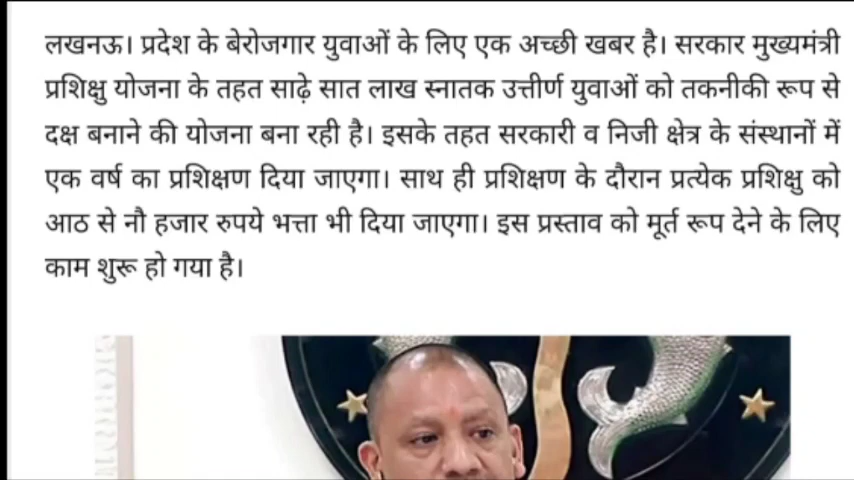 लखनऊ। प्रदेश के बेरोजगार युवाओं के लिए एक अच्छी खबर है। सरकार मुख्यमंत्री
प्रशिक्षु योजना के तहत साढ़े सात लाख स्नातक उत्तीर्ण युवाओं को तकनीकी रूप से
दक्ष बनाने की योजना बना रही है। इसके तहत सरकारी व निजी क्षेत्र के संस्थानों में
एक वर्ष का प्रशिक्षण दिया जाएगा। साथ ही प्रशिक्षण के दौरान प्रत्येक प्रशिक्षु को
आठ से नौ हजार रुपये भत्ता भी दिया जाएगा। इस प्रस्ताव को मूर्त रूप देने के लिए
काम शुरू हो गया है।